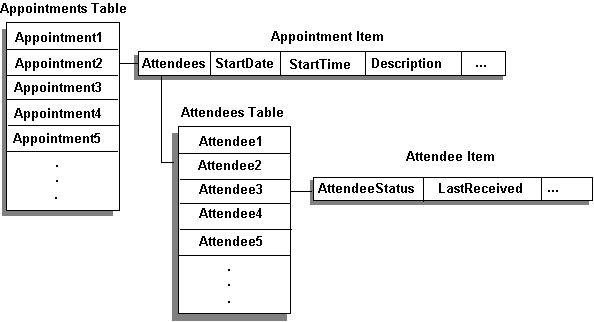 Appointments Table
Appointment1
Appointment2
Appointment3
Appointment4
Appointment5
.
.
.
Appointment Item
Attendees StartDate StartTime Description ...
Attendees Table
Attendee1
Attendee2
Attendee3
Attendee4
Attendee5
.
.
.
Attendee Item
AttendeeStatus LastReceived ...